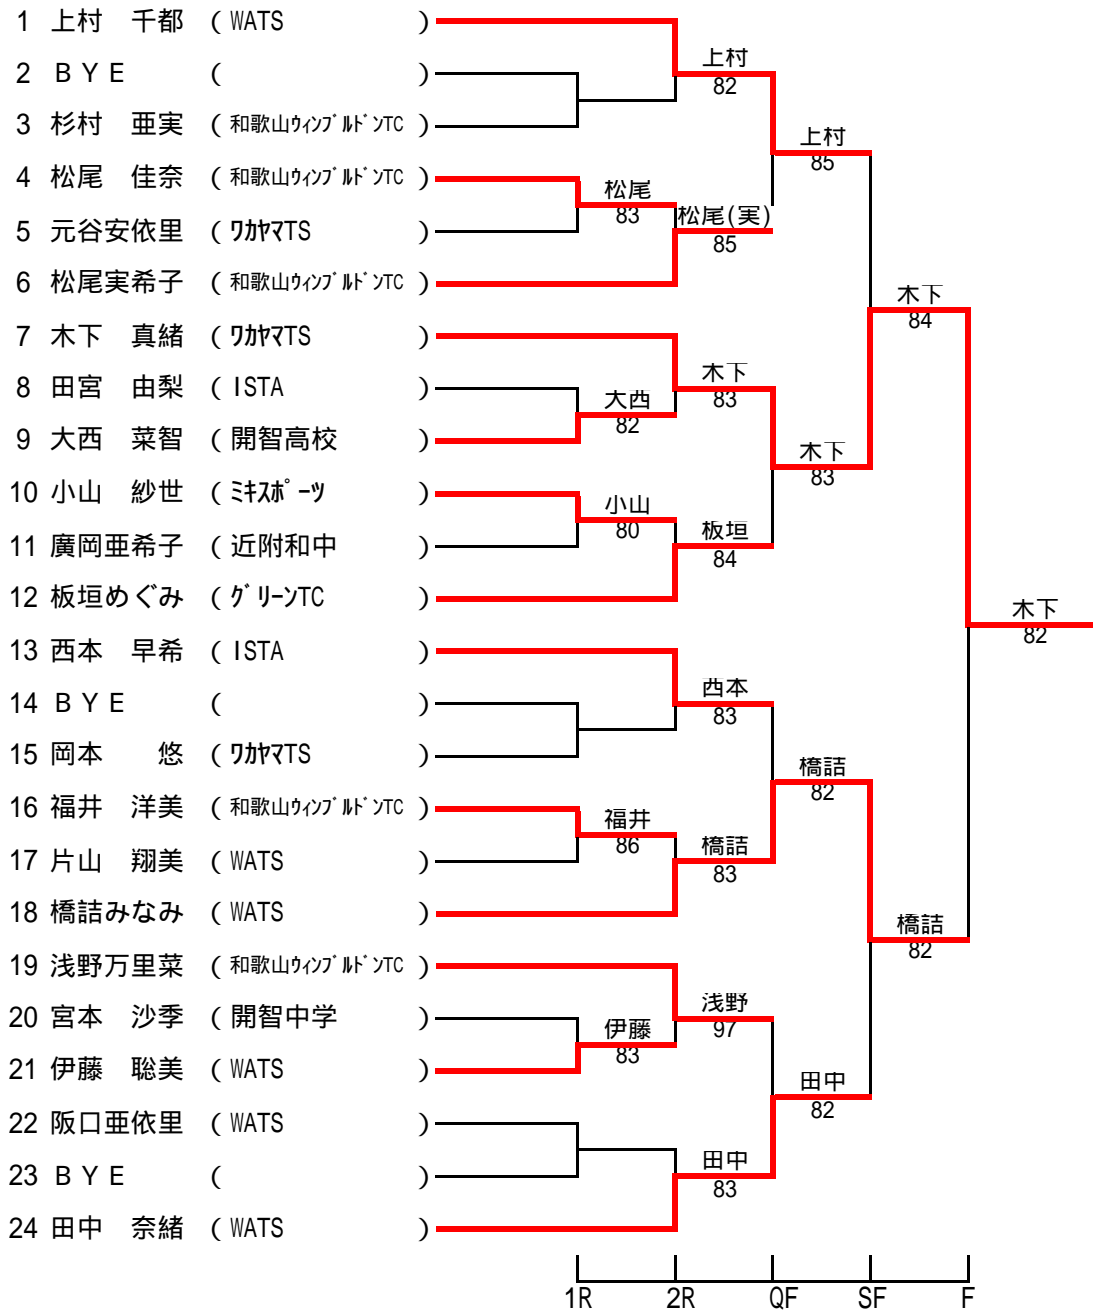 1 上村　千都 ( WATS )
2 ＢＹＥ ( )
3 杉村　亜実 ( 和歌山ｳｨﾝﾌﾞﾙﾄﾞﾝTC )
4 松尾　佳奈 ( 和歌山ｳｨﾝﾌﾞﾙﾄﾞﾝTC )
5 元谷安依里 ( ﾜｶﾔﾏTS )
6 松尾実希子 ( 和歌山ｳｨﾝﾌﾞﾙﾄﾞﾝTC )
7 木下　真緒 ( ﾜｶﾔﾏTS )
8 田宮　由梨 ( ISTA )
9 大西　菜智 ( 開智高校 )
10 小山　紗世 ( ﾐｷｽﾎﾟｰﾂ )
11 廣岡亜希子 ( 近附和中 )
12 板垣めぐみ ( ｸﾞﾘｰﾝTC )
13 西本　早希 ( ISTA )
14 ＢＹＥ ( )
15 岡本　　悠 ( ﾜｶﾔﾏTS )
16 福井　洋美 ( 和歌山ｳｨﾝﾌﾞﾙﾄﾞﾝTC )
17 片山　翔美 ( WATS )
18 橋詰みなみ ( WATS )
19 浅野万里菜 ( 和歌山ｳｨﾝﾌﾞﾙﾄﾞﾝTC )
20 宮本　沙季 ( 開智中学 )
21 伊藤　聡美 ( WATS )
22 阪口亜依里 ( WATS )
23 ＢＹＥ ( )
24 田中　奈緒 ( WATS )
松尾
83
大西
82
小山
80
福井
86
伊藤
83
上村
82
松尾(実)
85
木下
83
板垣
84
西本
83
橋詰
83
浅野
97
田中
83
上村
85
木下
83
橋詰
82
田中
82
木下
84
橋詰
82
木下
82
1R 2R QF SF F